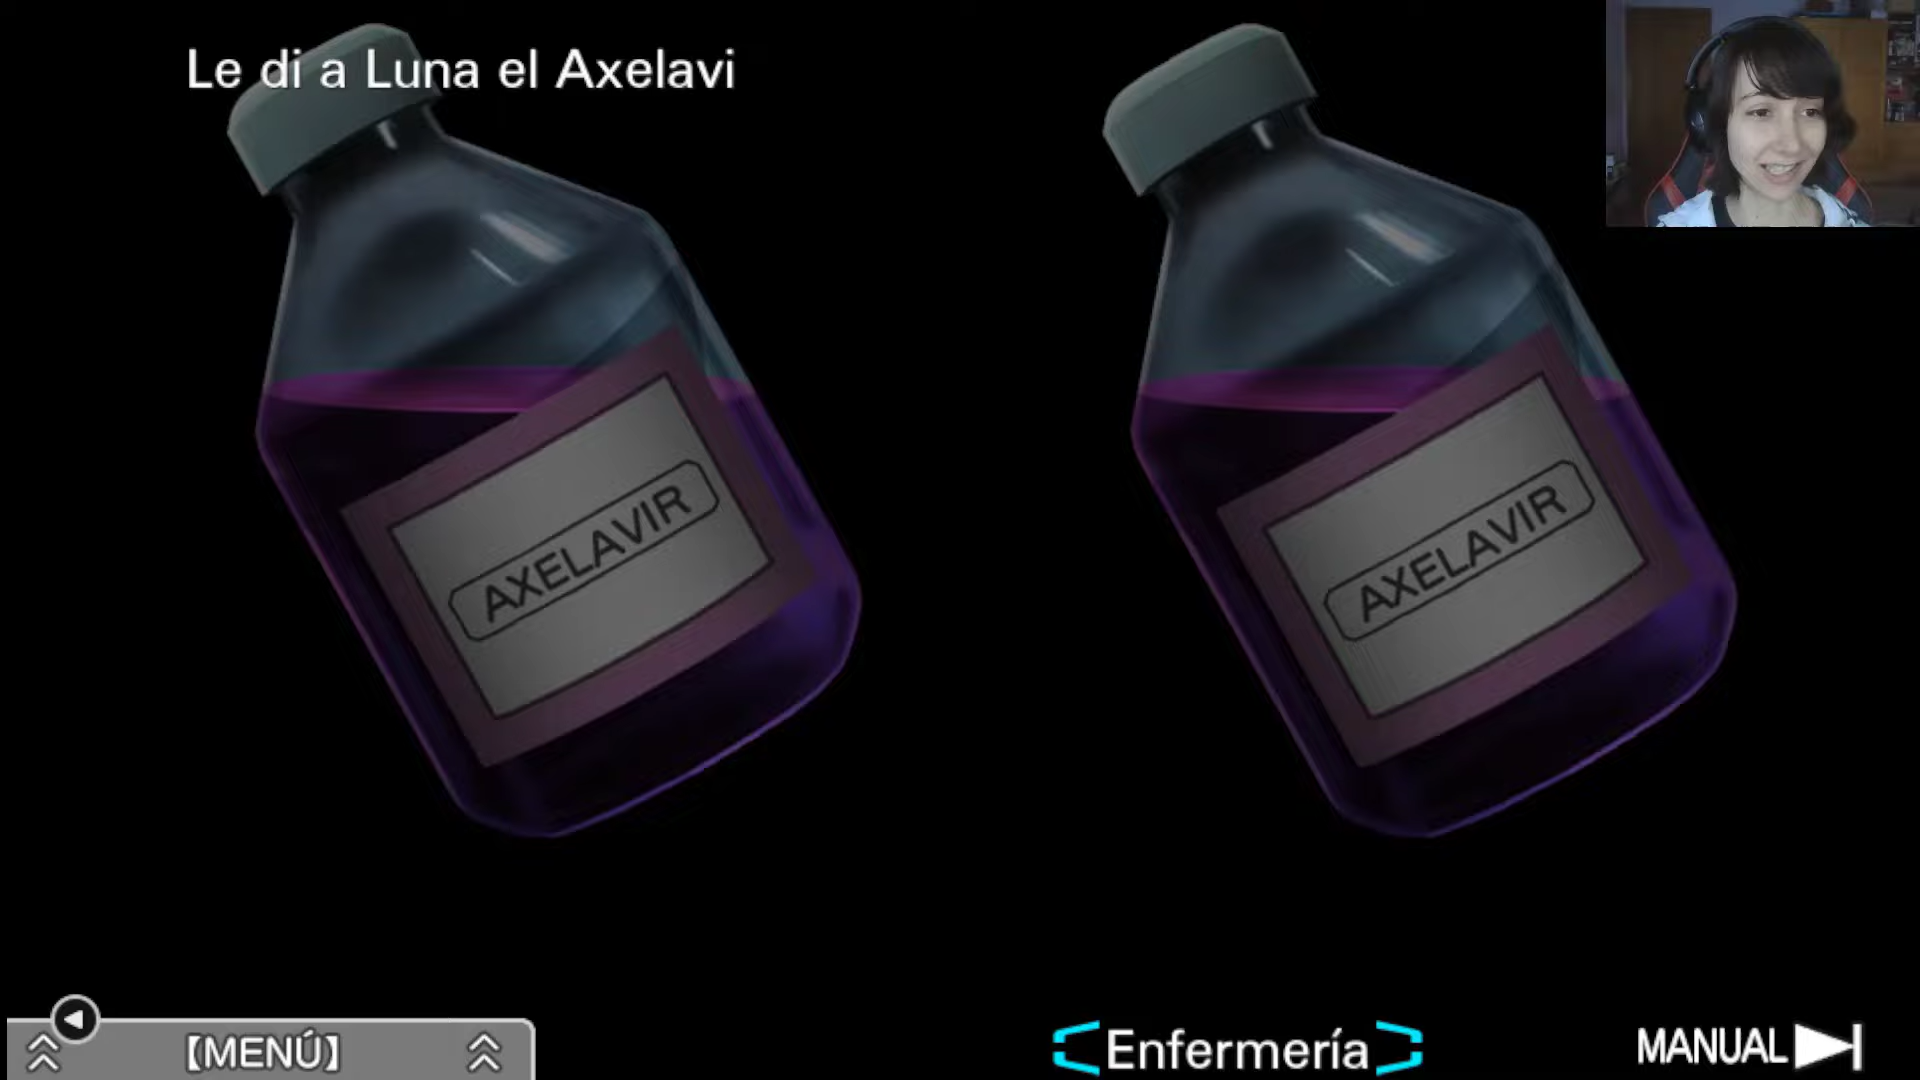 Le di a Luna el Axelavi
AXELAVIR
AXELAVIR
【MENÚ】
Enfermería
MANUAL